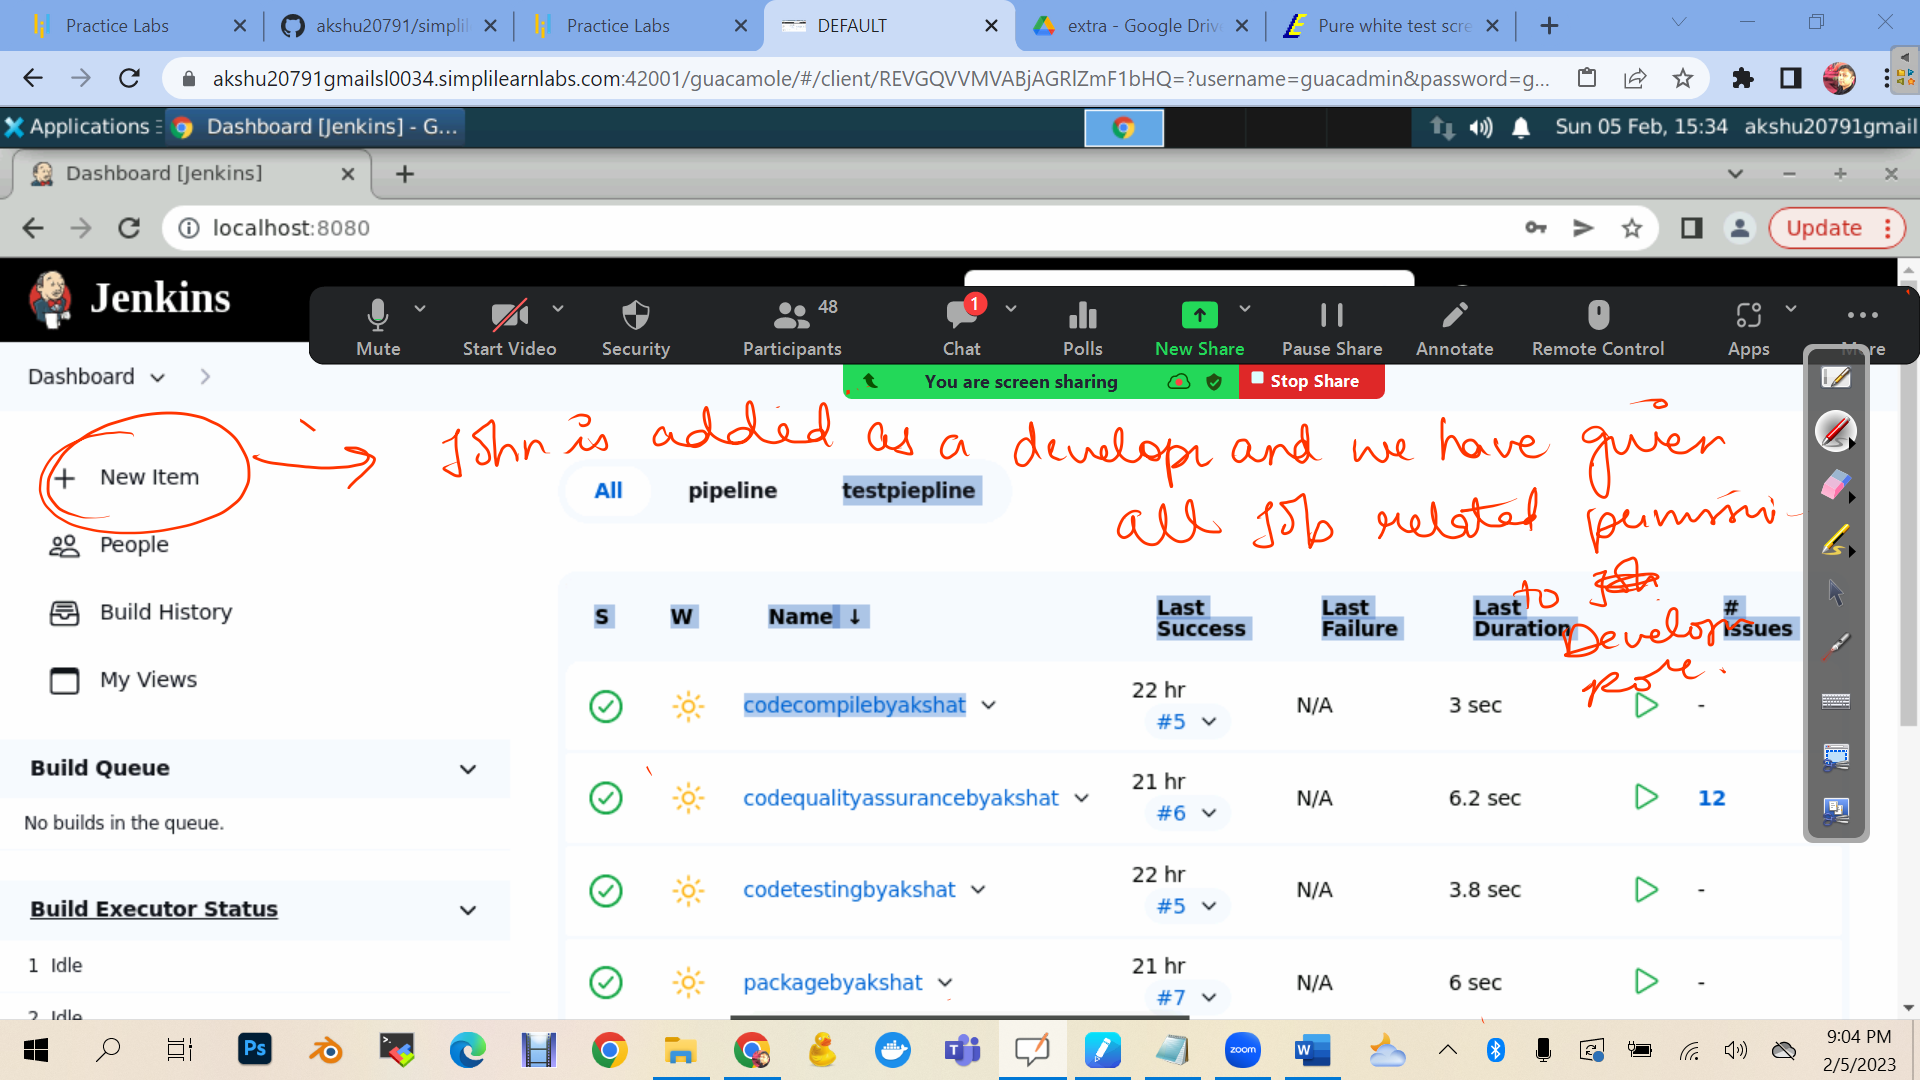 Practice Labs
akshu20791/simplil
Practice Labs
DEFAULT
extra - Google Drive
Pure white test scre
akshu20791gmailsl0034.simplilearnlabs.com:42001/guacamole/#/client/REVGQVVMVABjAGRlZmF1bHQ=?username=guacadmin&password=g...
Applications
Dashboard [Jenkins] - G...
Sun 05 Feb, 15:34
akshu20791gmail
Dashboard [Jenkins]
localhost:8080
Update
Jenkins
Mute
Start Video
Security
48
Participants
1
Chat
Polls
New Share
Pause Share
Annotate
Remote Control
Apps
More
You are screen sharing
Stop Share
Dashboard
John is added as a develop and we have given
all job related
to
Develop
New Item
People
Build History
My Views
Build Queue
No builds in the queue.
Build Executor Status
1 Idle
2 Idle
All pipeline testpiepline
S W Name ↓ Last Success Last Failure Last Duration # Issues
codecompilebyakshat 22 hr #5 N/A 3 sec -
codequalityassurancebyakshat 21 hr #6 N/A 6.2 sec 12
codetestingbyakshat 22 hr #5 N/A 3.8 sec -
packagebyakshat 21 hr #7 N/A 6 sec -
Ps
zoom
W
9:04 PM
2/5/2023